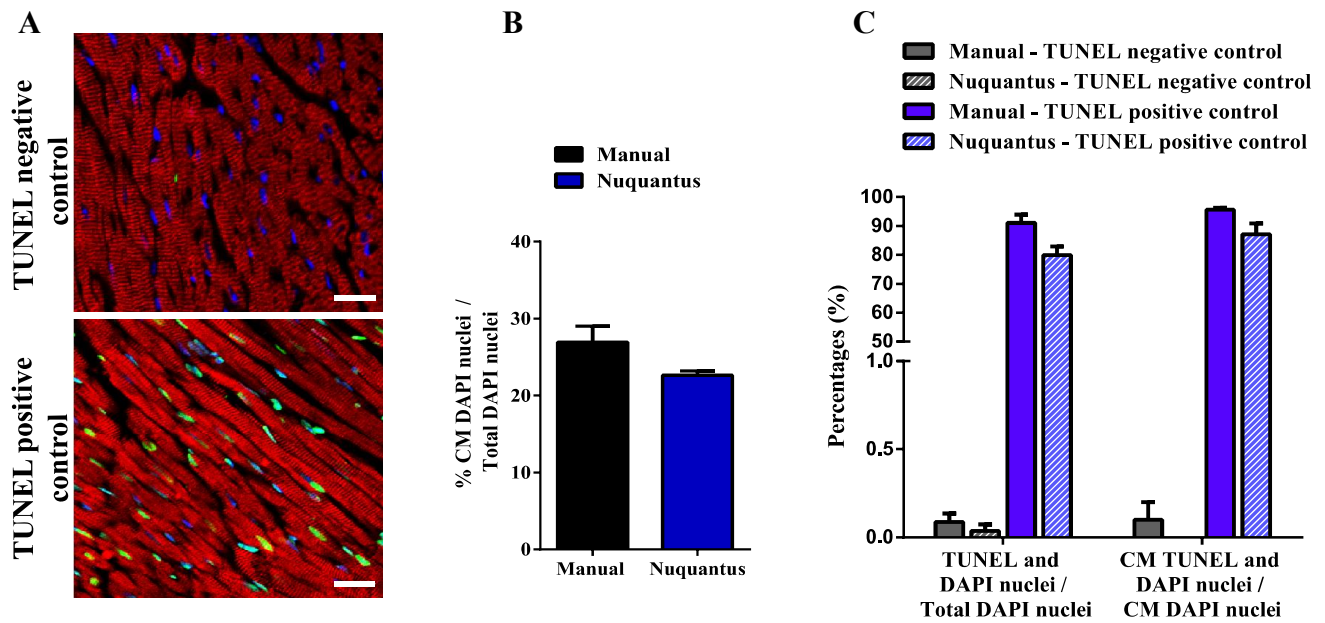 A
TUNEL negative
control
TUNEL positive
control
B
Manual
Nuquantus
% CM DAPI nuclei /
Total DAPI nuclei
40
30
20
10
0
Manual
Nuquantus
C
Manual - TUNEL negative control
Nuquantus - TUNEL negative control
Manual - TUNEL positive control
Nuquantus - TUNEL positive control
Percentages (%)
100
90
80
70
60
50
1.0
0.5
0.0
TUNEL and
DAPI nuclei /
Total DAPI nuclei
CM TUNEL and
DAPI nuclei /
CM DAPI nuclei